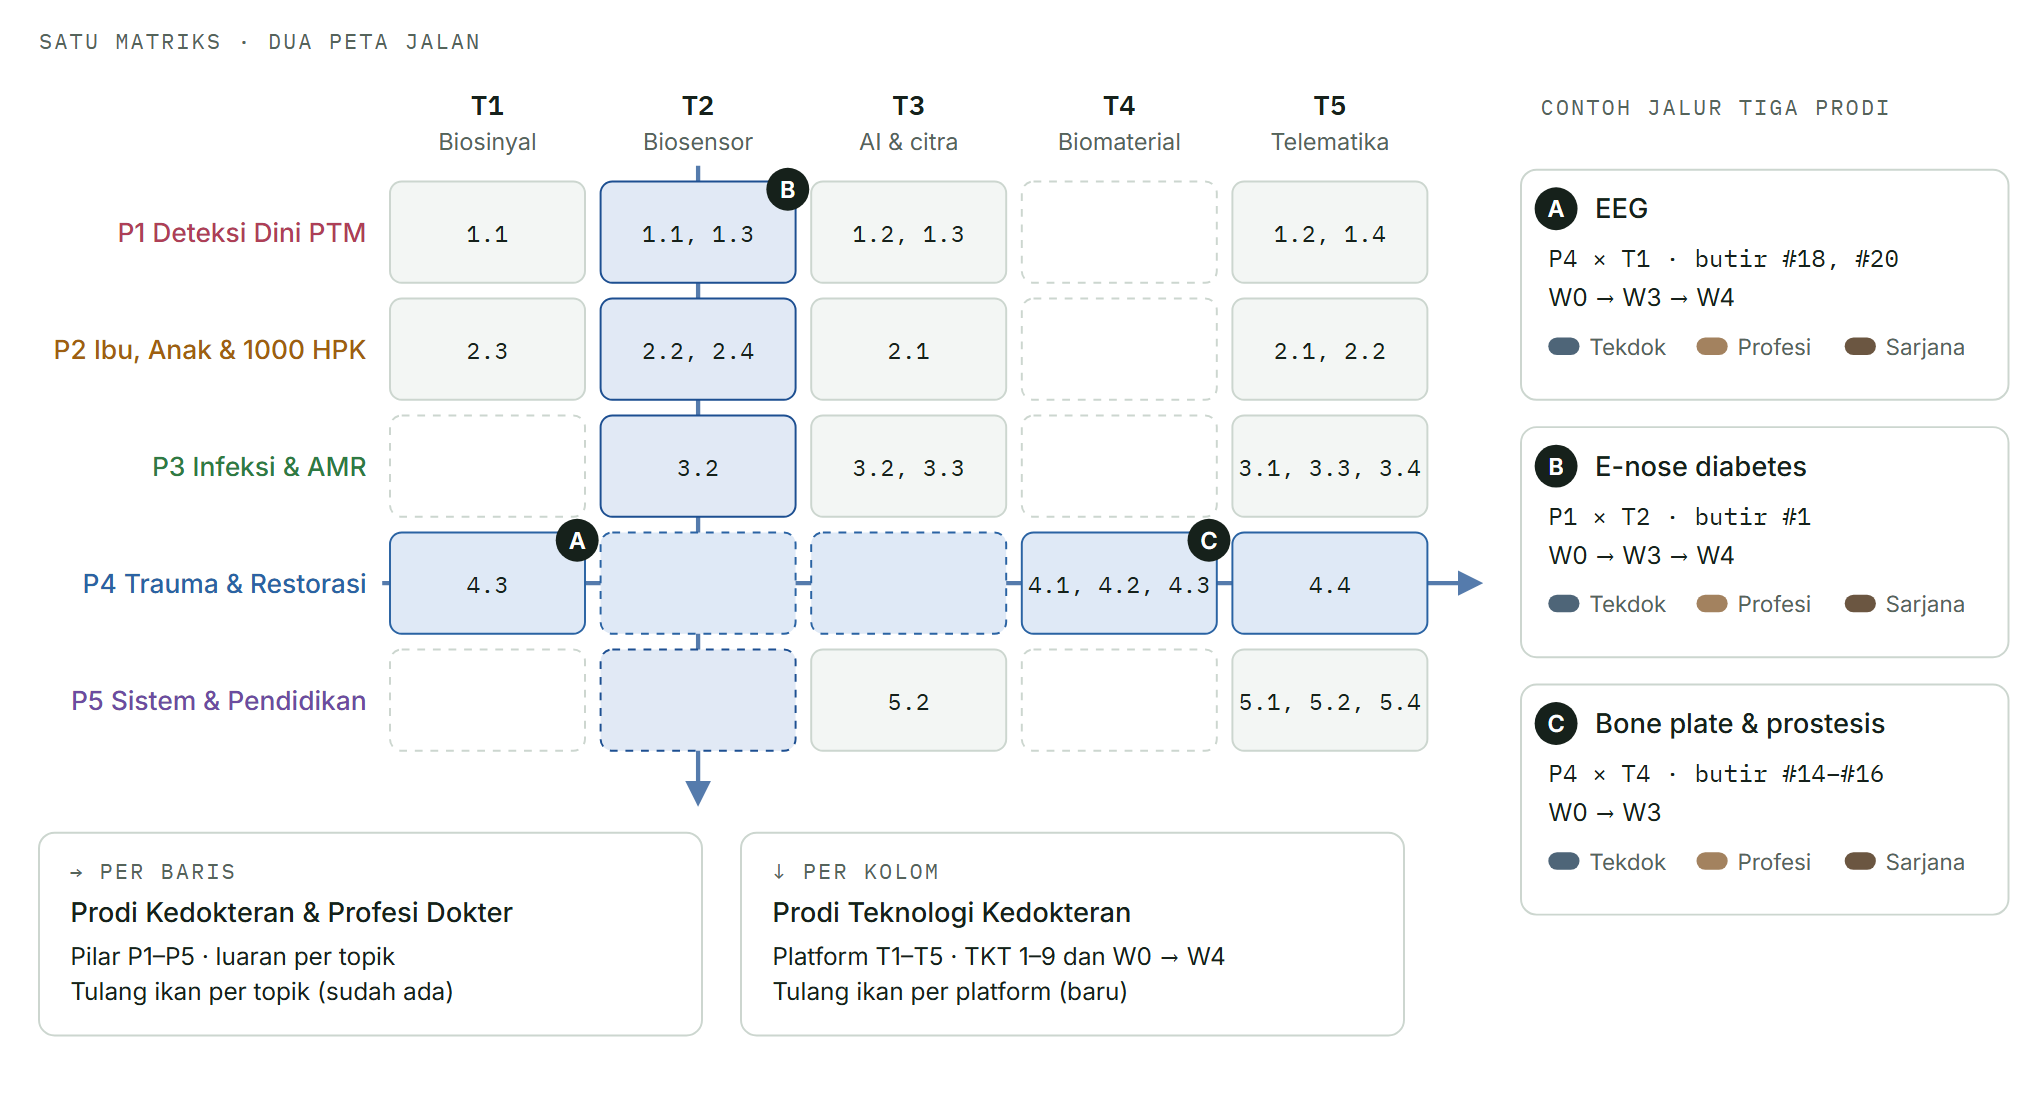 SATU MATRIKS · DUA PETA JALAN
T1 T2 T3 T4 T5
Biosinyal Biosensor AI & citra Biomaterial Telematika
B
P1 Deteksi Dini PTM 1.1 1.1, 1.3 1.2, 1.3 1.2, 1.4
P2 Ibu, Anak & 1000 HPK 2.3 2.2, 2.4 2.1 2.1, 2.2
P3 Infeksi & AMR 3.2 3.2, 3.3 3.1, 3.3, 3.4
A C
P4 Trauma & Restorasi 4.3 4.1, 4.2, 4.3 4.4
P5 Sistem & Pendidikan 5.2 5.1, 5.2, 5.4
→ PER BARIS
Prodi Kedokteran & Profesi Dokter
Pilar P1–P5 · luaran per topik
Tulang ikan per topik (sudah ada)
↓ PER KOLOM
Prodi Teknologi Kedokteran
Platform T1–T5 · TKT 1–9 dan W0 → W4
Tulang ikan per platform (baru)
CONTOH JALUR TIGA PRODI
A EEG
P4 × T1 · butir #18, #20
W0 → W3 → W4
Tekdok Profesi Sarjana
B E-nose diabetes
P1 × T2 · butir #1
W0 → W3 → W4
Tekdok Profesi Sarjana
C Bone plate & prostesis
P4 × T4 · butir #14–#16
W0 → W3
Tekdok Profesi Sarjana